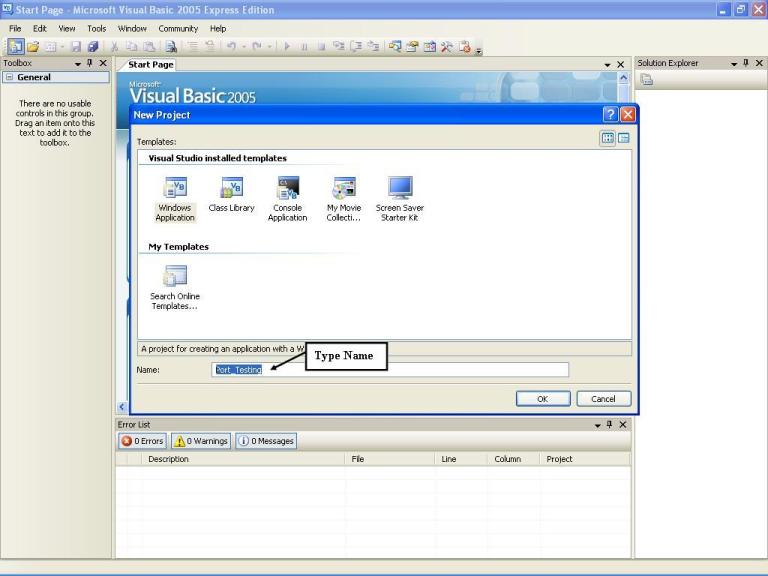 Start Page - Microsoft Visual Basic 2005 Express Edition
File Edit View Tools Window Community Help
Toolbox
General
There are no usable
controls in this group.
Drag an item onto this
text to add it to the
toolbox.
Start Page
Microsoft
Visual Basic 2005
New Project
Templates:
Visual Studio installed templates
Windows
Application
Class Library
Console
Application
My Movie
Collecti...
Screen Saver
Starter Kit
My Templates
Search Online
Templates...
A project for creating an application with a W
Type Name
Name:
Port_Testing
OK
Cancel
Solution Explorer
Error List
0 Errors
0 Warnings
0 Messages
Description File Line Column Project